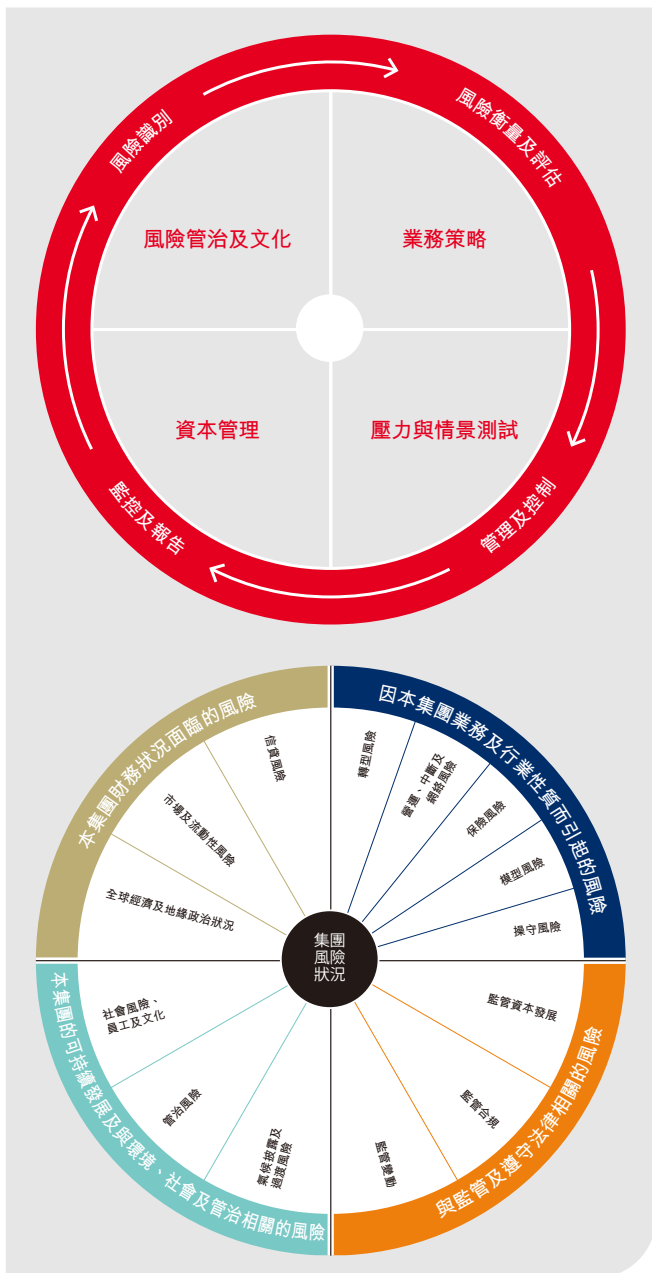 風險識別
風險衡量及評估
管理及控制
監控及報告
風險管治及文化
業務策略
資本管理
壓力與情景測試
本集團財務狀況面臨的風險
信貸風險
市場及流動性風險
全球經濟及地緣政治狀況
因本集團業務及行業性質而引起的風險
轉型風險
營運、中斷及
網絡風險
保險風險
模型風險
操守風險
集團
風險
狀況
與監管及遵守法律相關的風險
監管資本發展
監管合規
監管變動
本集團的可持續發展及與環境、社會及管治相關的風險
社會風險、
員工及文化
管治風險
氣候披露及
過渡風險